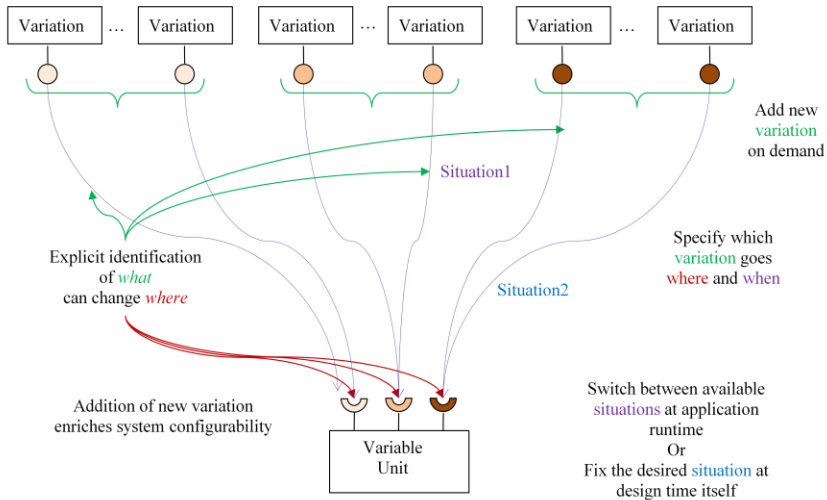 Variation ... Variation Variation ... Variation Variation ... Variation
Add new
variation
on demand
Situation1
Explicit identification
of what
can change where
Specify which
variation goes
where and when
Situation2
Addition of new variation
enriches system configurability
Variable
Unit
Switch between available
situations at application
runtime
Or
Fix the desired situation at
design time itself